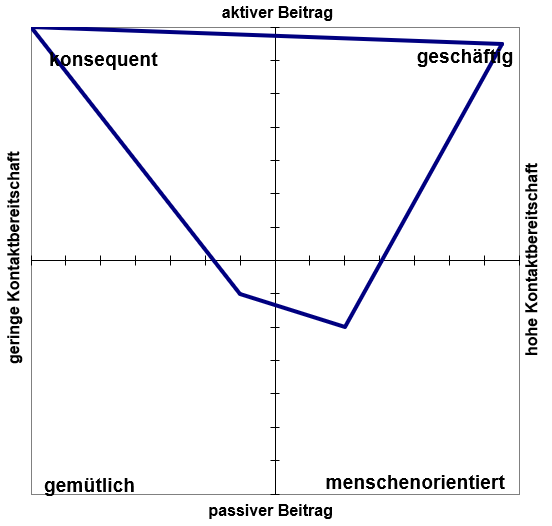 aktiver Beitrag
konsequent
geschäftig
geringe Kontaktbereitschaft
hohe Kontaktbereitschaft
gemütlich
menschenorientiert
passiver Beitrag